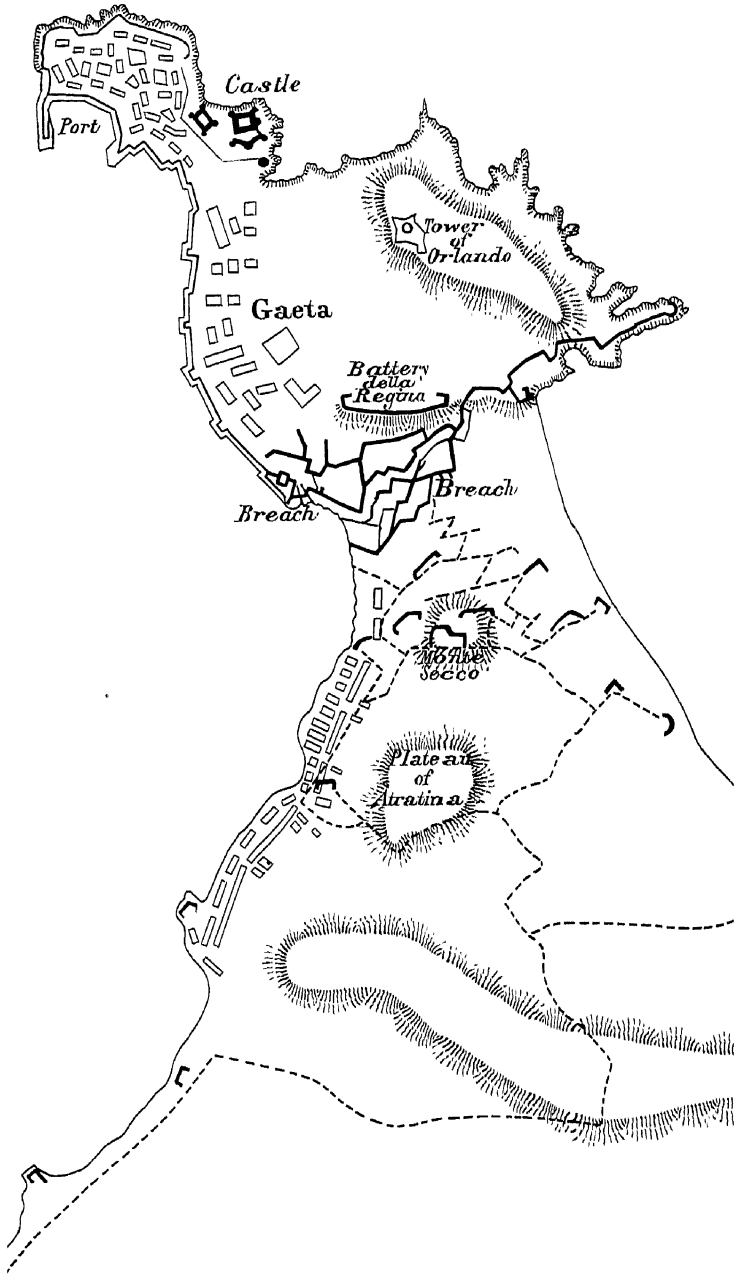 Castle
Port
Tower
of
Orlando
Gaeta
Battery
della
Regina
Breach
Breach
Monte
Secco
Plateau
of
Atratina